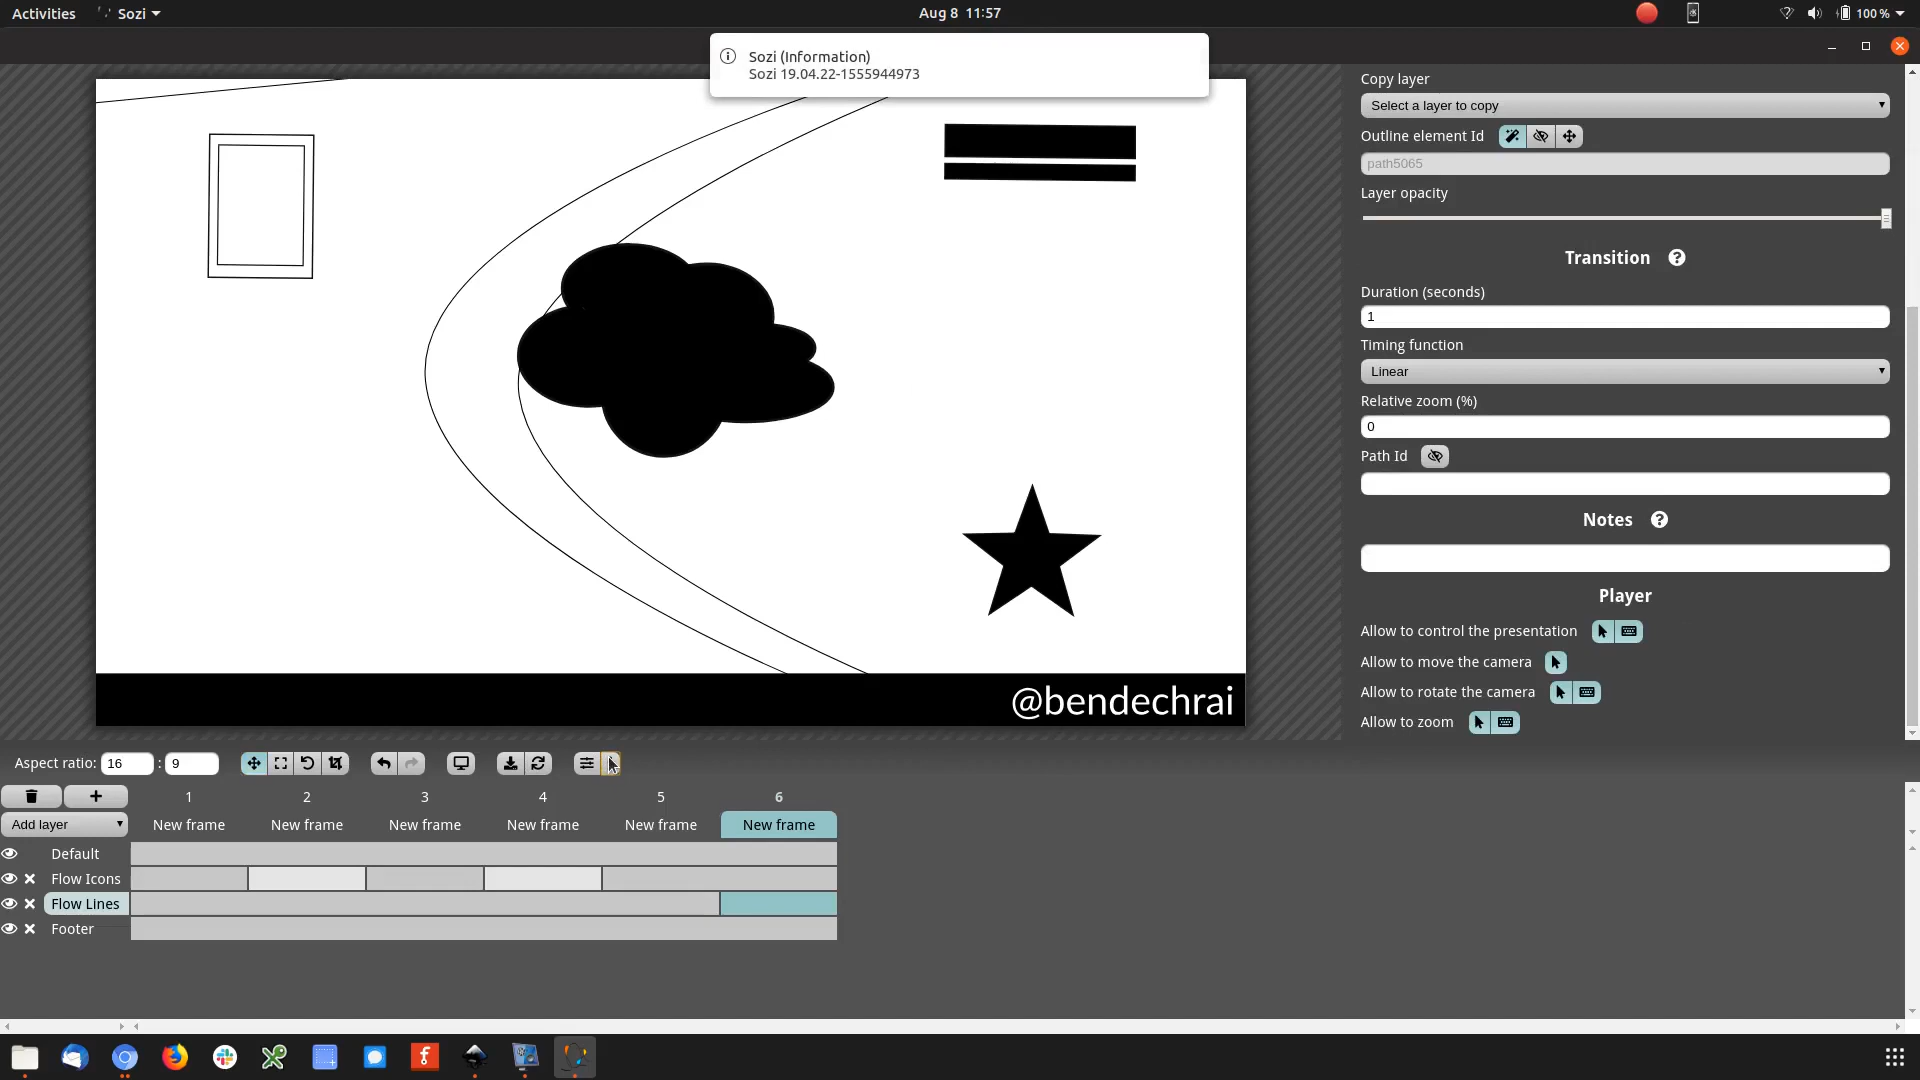 Activities
Sozi
Aug 8 11:57
100 %
Sozi (Information)
Sozi 19.04.22-1555944973
@bendechrai
Copy layer
Select a layer to copy
Outline element Id
path5065
Layer opacity
Transition
Duration (seconds)
1
Timing function
Linear
Relative zoom (%)
0
Path Id
Notes
Player
Allow to control the presentation
Allow to move the camera
Allow to rotate the camera
Allow to zoom
Aspect ratio: 16 : 9
1 2 3 4 5 6
Add layer New frame New frame New frame New frame New frame New frame
Default
Flow Icons
Flow Lines
Footer